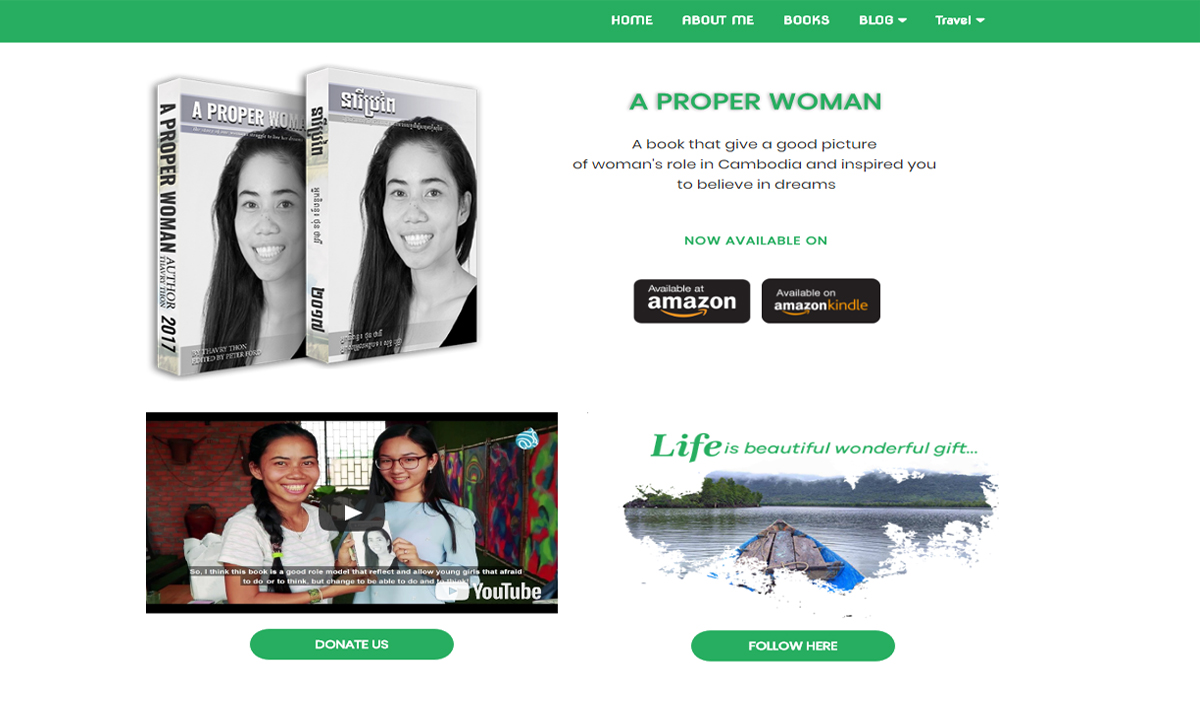 HOME ABOUT ME BOOKS BLOG Travel
A PROPER WOMAN
នារីប្រពៃ
A PROPER WOMAN AUTHOR THAVRY THON 2017
BY THAVRY THON
EDITED BY PETER FORD
A PROPER WOMAN
A book that give a good picture
of woman's role in Cambodia and inspired you
to believe in dreams
NOW AVAILABLE ON
Available at
amazon
Available on
amazonkindle
So, I think this book is a good role model that reflect and allow young girls that afraid
to do or to think, but change to be able to do and to think"
YouTube
DONATE US
Life is beautiful wonderful gift...
FOLLOW HERE